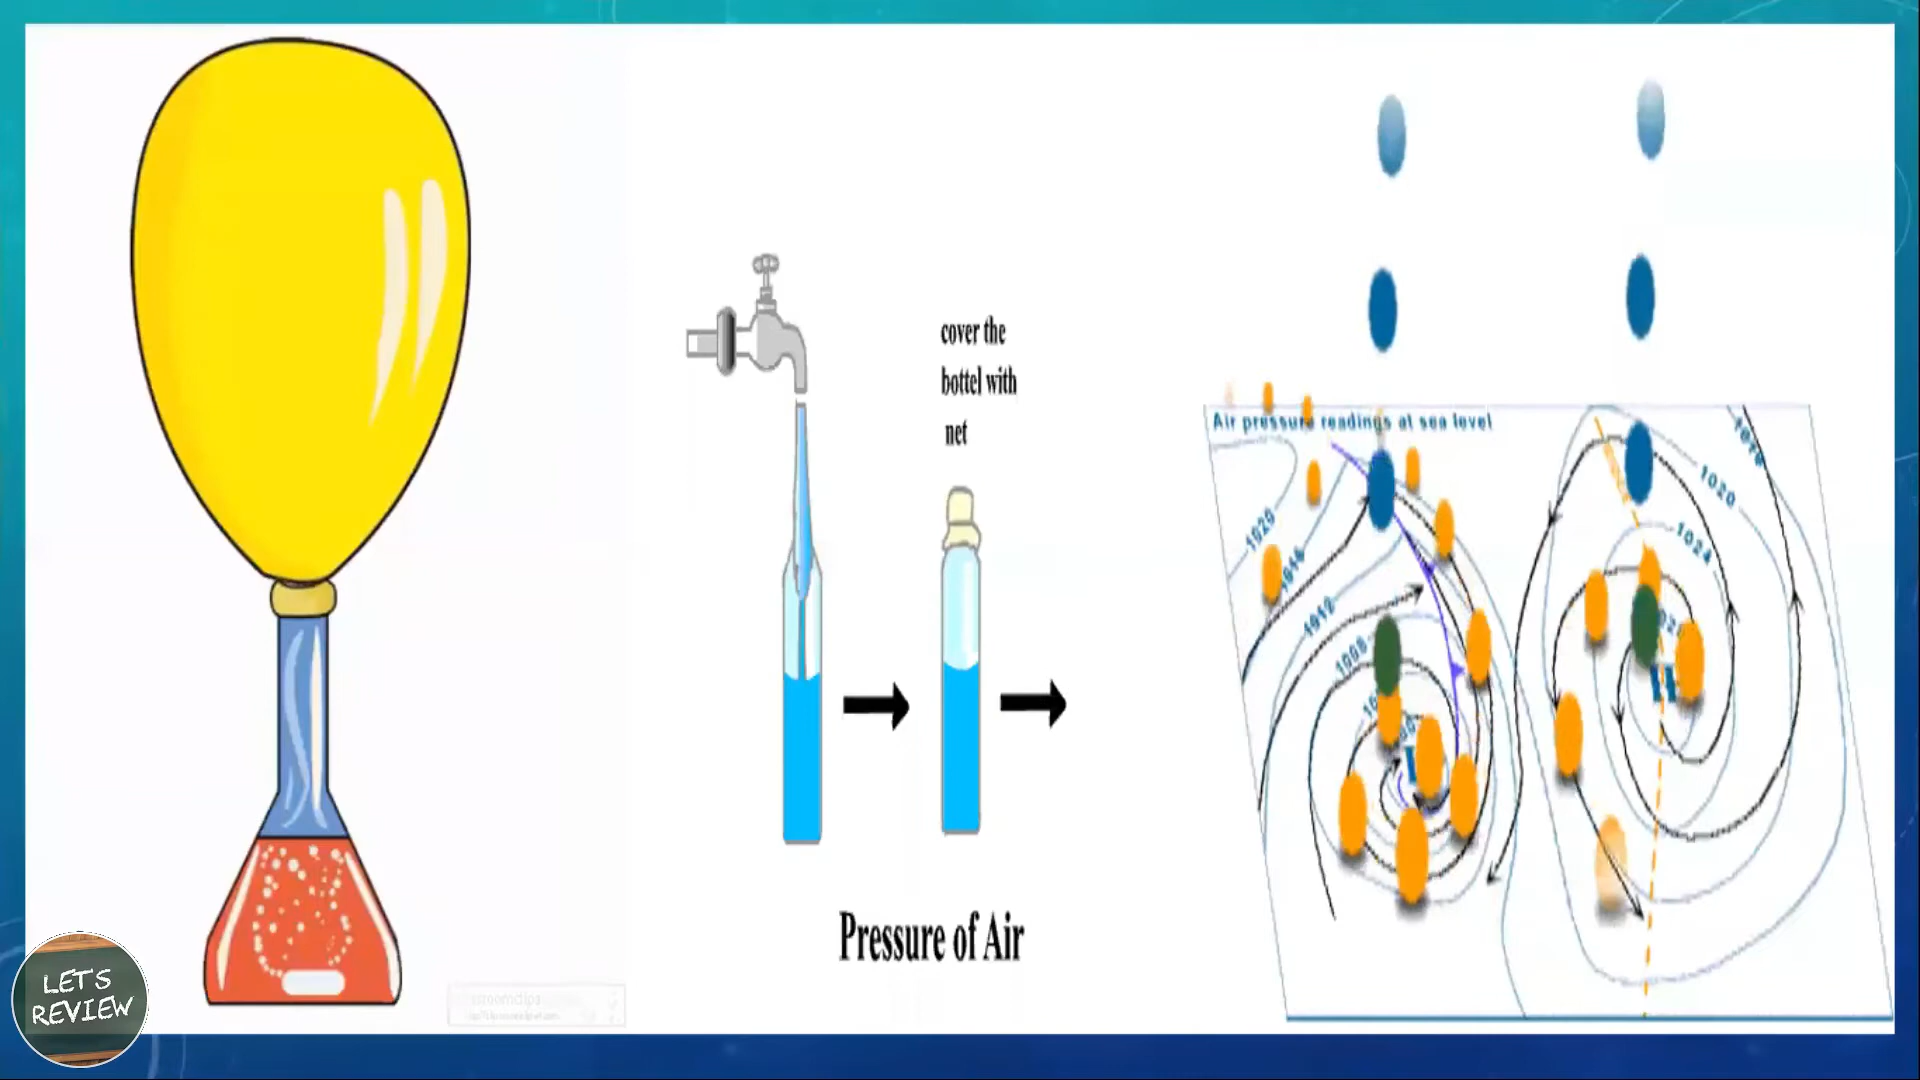 cover the
bottel with
net
Air pressure readings at sea level
1016
1020
1024
1020
1016
1012
1008
Pressure of Air
LET'S
REVIEW